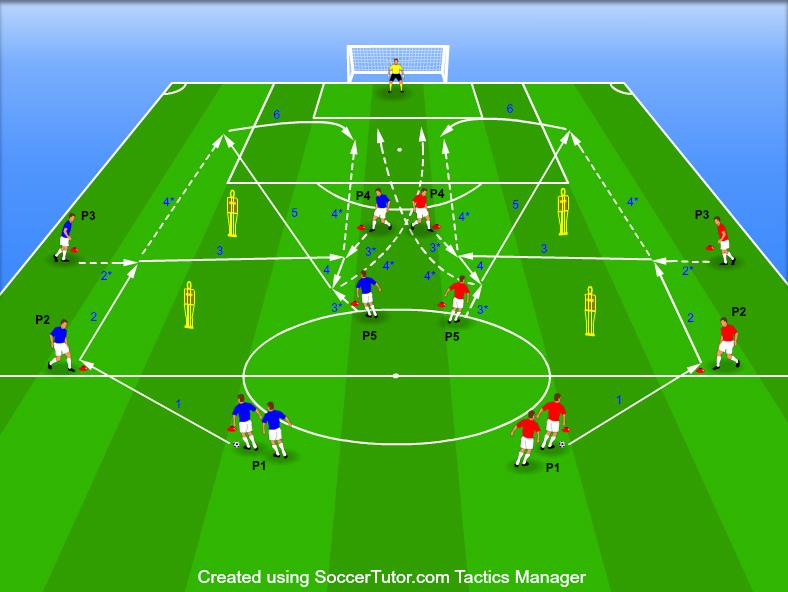 6 6
P4 P4
P3 4* 5 4* 4* 5 4* P3
3 3* 3* 3
2* 4 4* 4* 4 2*
P2 2 3* 3* 2 P2
P5 P5
1 1
P1 P1
Created using SoccerTutor.com Tactics Manager